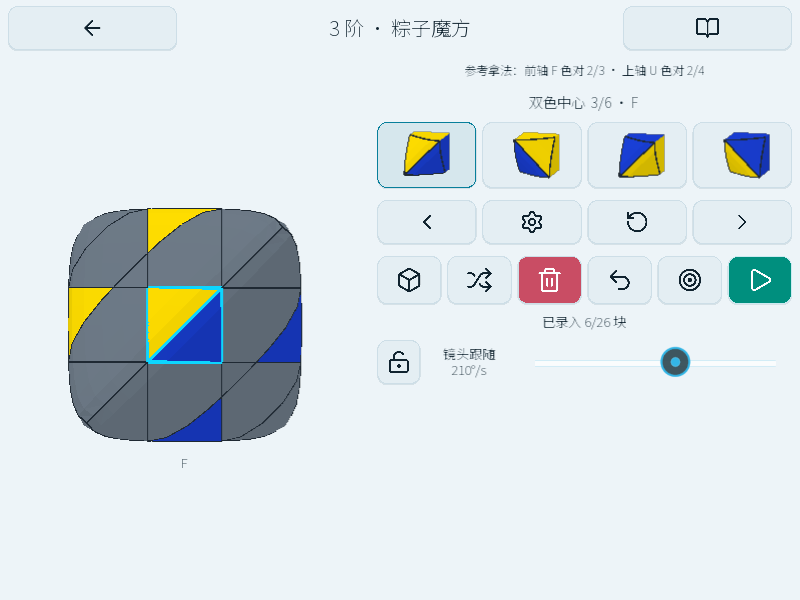 3 阶 · 粽子魔方
参考拿法: 前轴 F 色对 2/3 · 上轴 U 色对 2/4
双色中心 3/6 · F
已录入 6/26 块
镜头跟随
210°/s
F